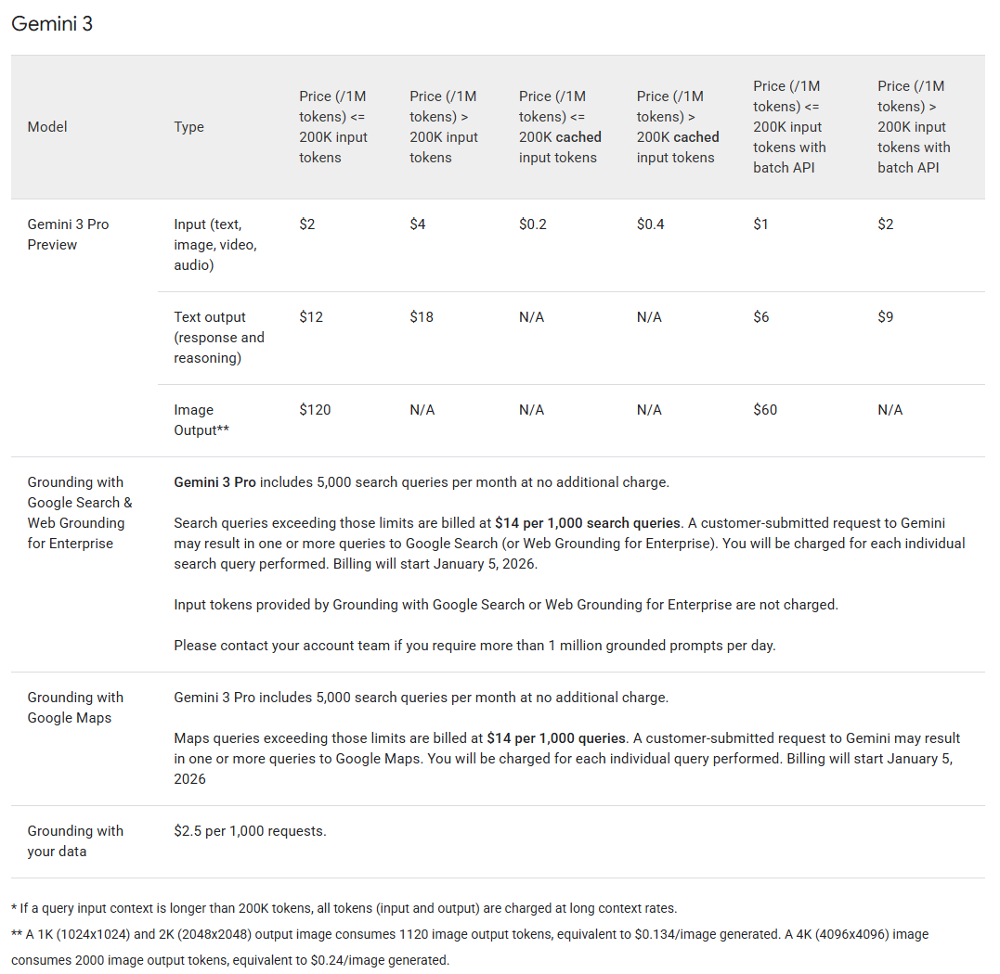 Gemini 3
Model
Type
Price (/1M
tokens) <=
200K input
tokens
Price (/1M
tokens) >
200K input
tokens
Price (/1M
tokens) <=
200K cached
input tokens
Price (/1M
tokens) >
200K cached
input tokens
Price (/1M
tokens) <=
200K input
tokens with
batch API
Price (/1M
tokens) >
200K input
tokens with
batch API
Gemini 3 Pro
Preview
Input (text,
image, video,
audio)
$2
$4
$0.2
$0.4
$1
$2
Text output
(response and
reasoning)
$12
$18
N/A
N/A
$6
$9
Image
Output**
$120
N/A
N/A
N/A
$60
N/A
Grounding with
Google Search &
Web Grounding
for Enterprise
Gemini 3 Pro includes 5,000 search queries per month at no additional charge.
Search queries exceeding those limits are billed at $14 per 1,000 search queries. A customer-submitted request to Gemini
may result in one or more queries to Google Search (or Web Grounding for Enterprise). You will be charged for each individual
search query performed. Billing will start January 5, 2026.
Input tokens provided by Grounding with Google Search or Web Grounding for Enterprise are not charged.
Please contact your account team if you require more than 1 million grounded prompts per day.
Grounding with
Google Maps
Gemini 3 Pro includes 5,000 search queries per month at no additional charge.
Maps queries exceeding those limits are billed at $14 per 1,000 queries. A customer-submitted request to Gemini may result
in one or more queries to Google Maps. You will be charged for each individual query performed. Billing will start January 5,
2026
Grounding with
your data
$2.5 per 1,000 requests.
* If a query input context is longer than 200K tokens, all tokens (input and output) are charged at long context rates.
** A 1K (1024x1024) and 2K (2048x2048) output image consumes 1120 image output tokens, equivalent to $0.134/image generated. A 4K (4096x4096) image
consumes 2000 image output tokens, equivalent to $0.24/image generated.